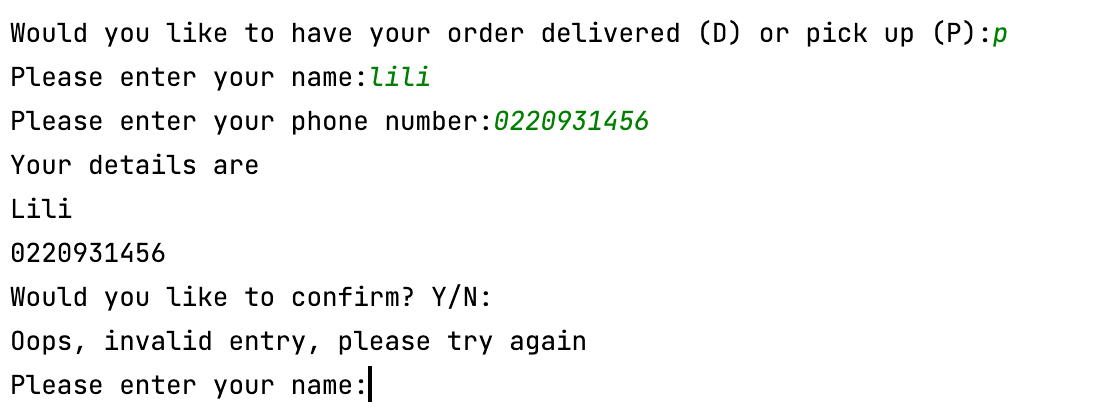 Would you like to have your order delivered (D) or pick up (P):p
Please enter your name:lili
Please enter your phone number:0220931456
Your details are
Lili
0220931456
Would you like to confirm? Y/N:
Oops, invalid entry, please try again
Please enter your name: